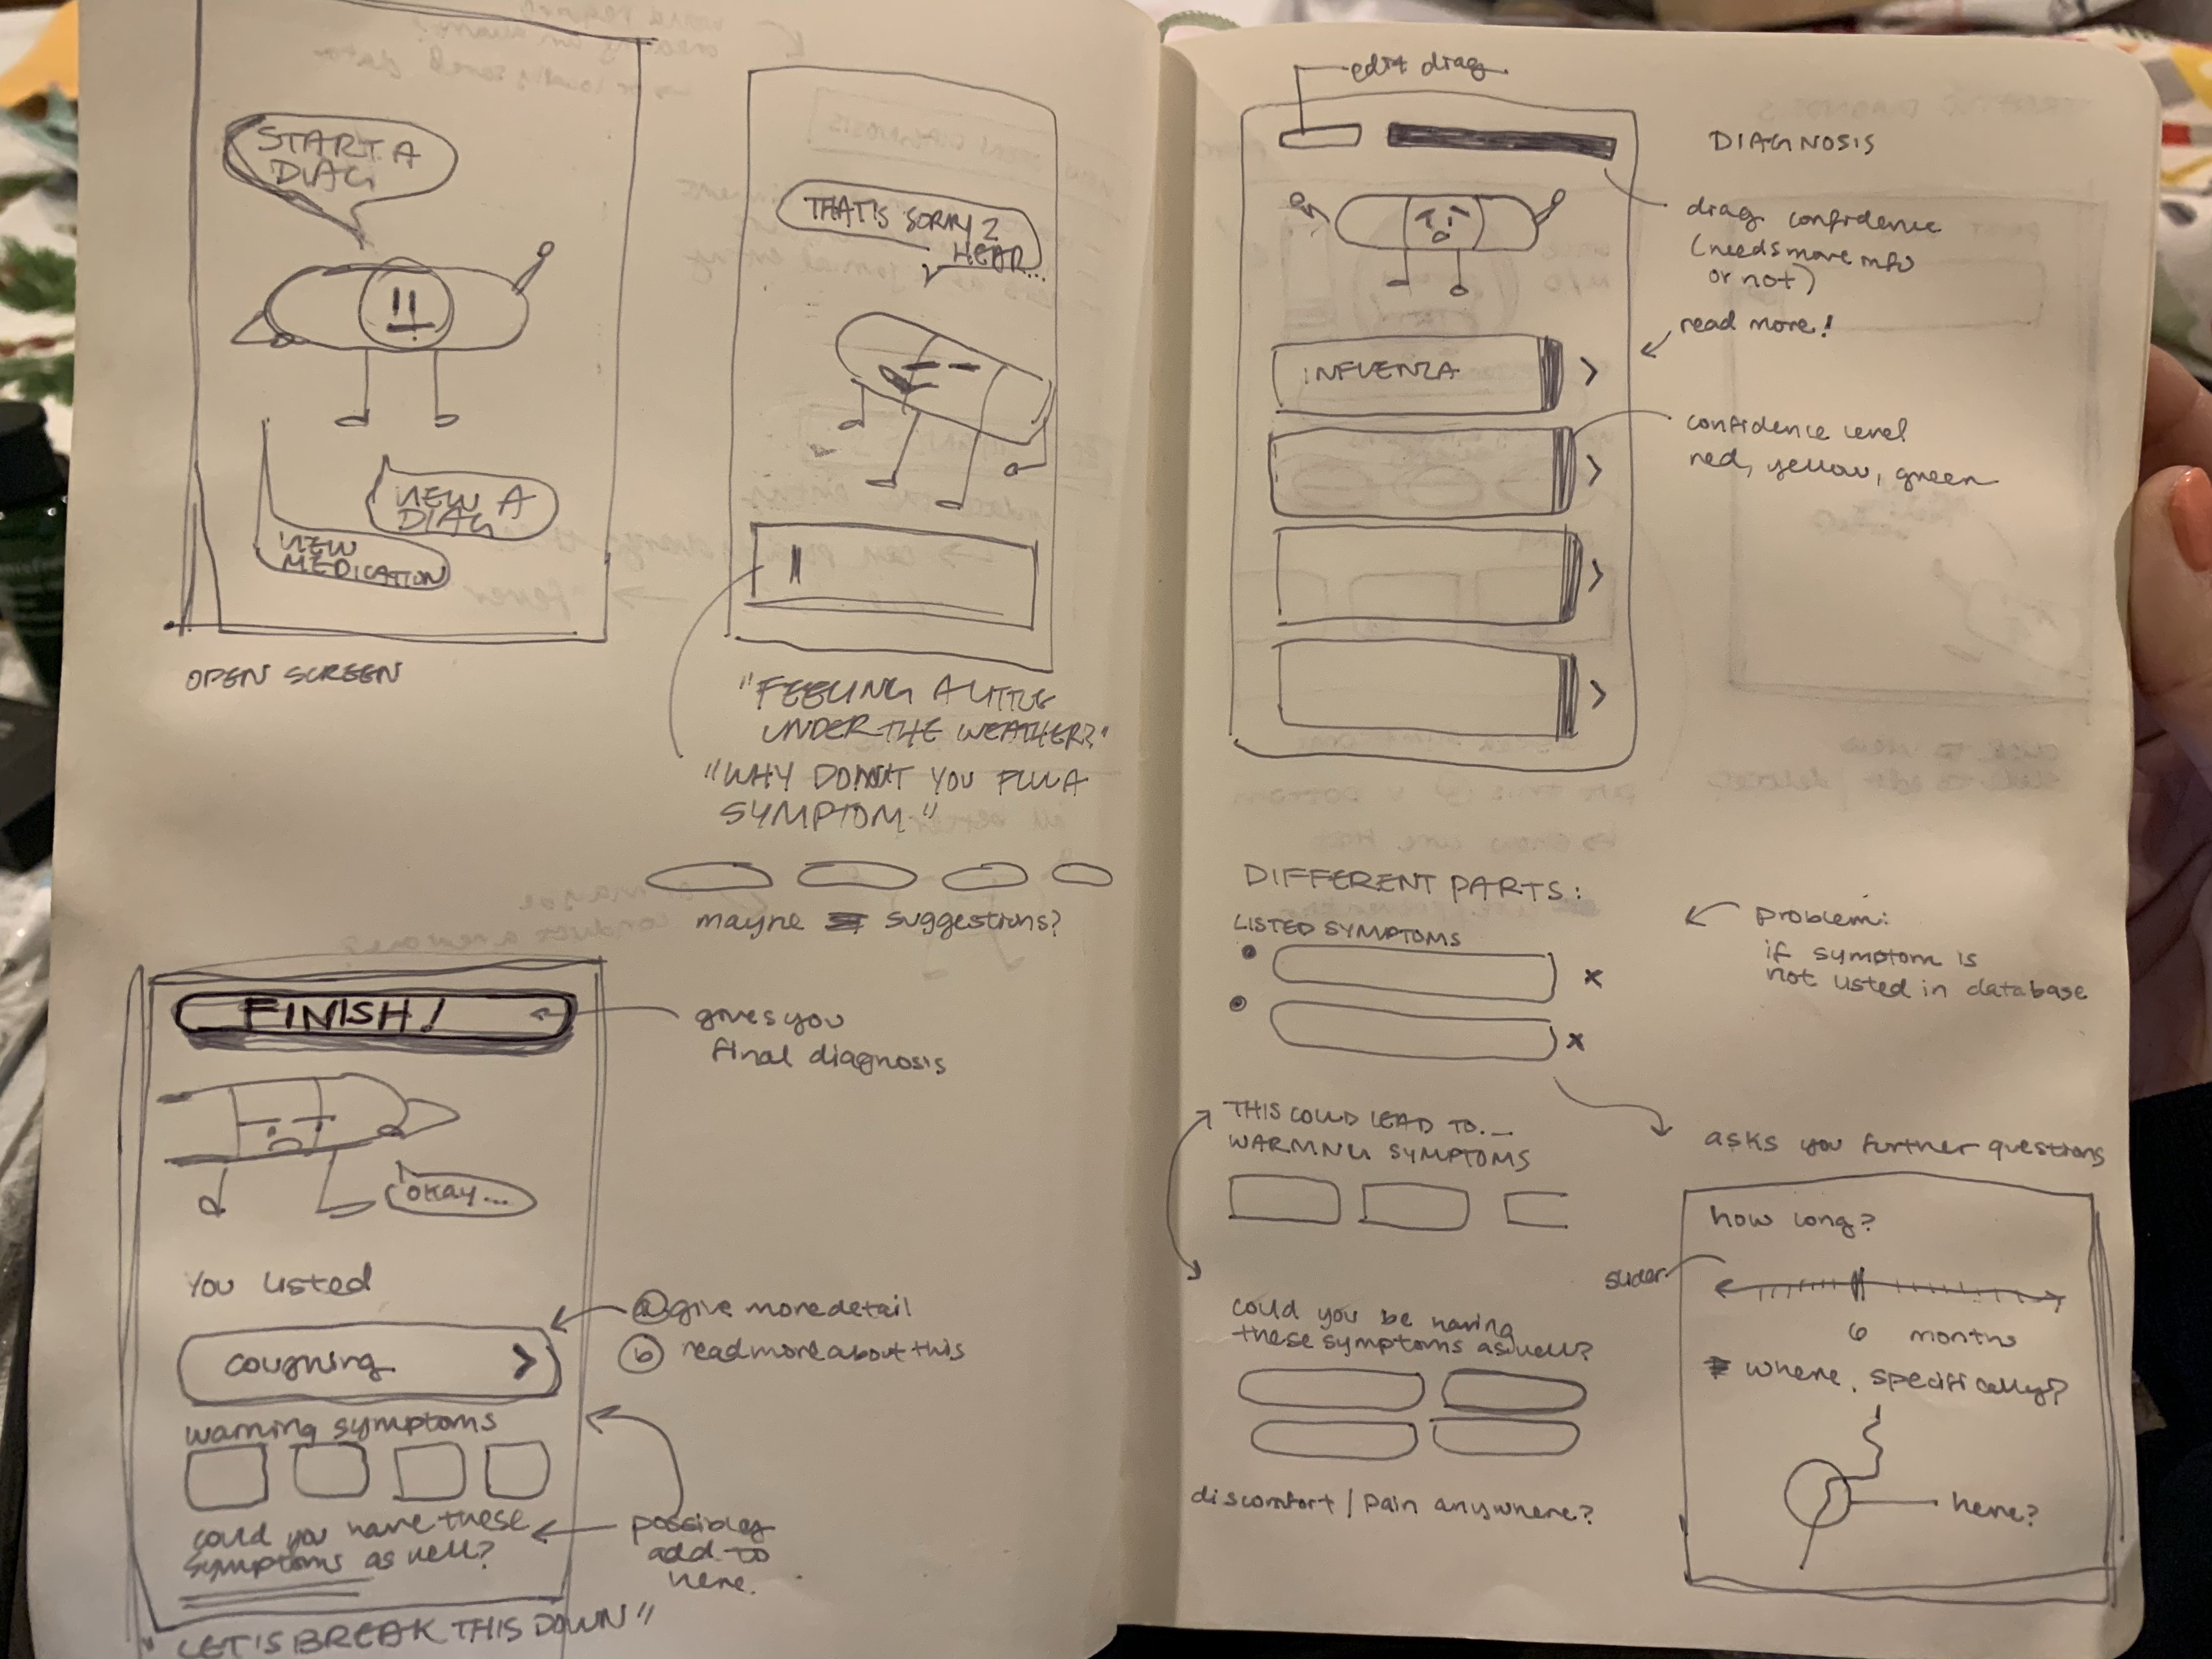 START A
DIAG
NEW A
DIAG
NEW
MEDICATION
OPEN SCREEN
THAT'S SORRY 2
HEAR...
"FEELING A LITTLE
UNDER THE WEATHER?"
"WHY DONT YOU
A
SYMPTOM"
mayne suggestions?
FINISH!
gives you
final diagnosis
okay...
You listed
coughing >
a give more detail
b read more about this
warning symptoms
could you have these
symptoms as well?
possibly
add to
here.
"LET'S BREAK THIS DOWN"
edit diag.
DIAGNOSIS
diag confidence
(needs more info
or not)
read more!
INFLUENZA >
>
>
>
confidence level
red, yellow, green
DIFFERENT PARTS:
LISTED SYMPTOMS
x
x
problem:
if symptom is
not listed in database
THIS COULD LEAD TO...
WARNING SYMPTOMS
asks you further questions
could you be having
these symptoms as well?
discomfort / pain anywhere?
how long?
slider
6 months
where, specifically?
here?